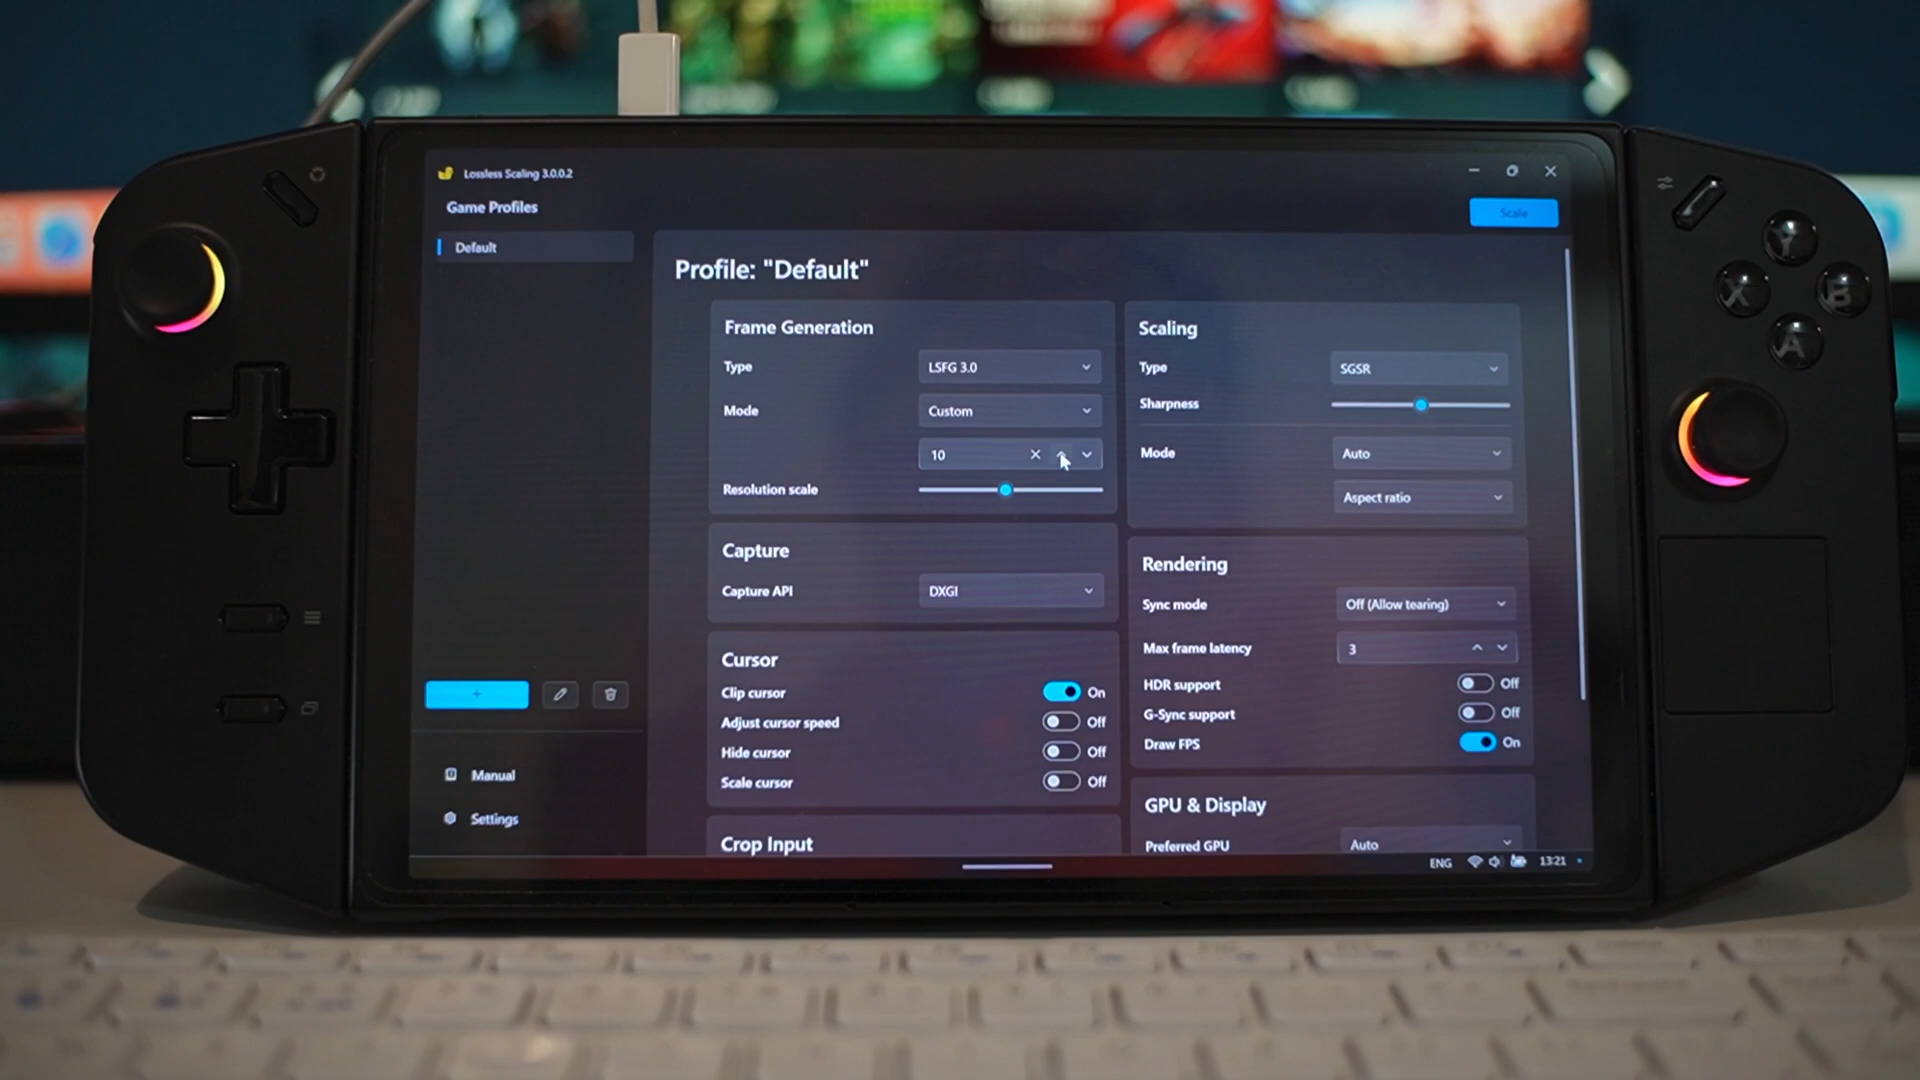 Lossless Scaling 3.0.0.2
Game Profiles
Scale
Default
Profile: "Default"
Frame Generation
Type
LSFG 3.0
Mode
Custom
10
Resolution scale
Capture
Capture API
DXGI
Cursor
Clip cursor
On
Adjust cursor speed
Off
Hide cursor
Off
Scale cursor
Off
Crop Input
Scaling
Type
SGSR
Sharpness
Mode
Auto
Aspect ratio
Rendering
Sync mode
Off (Allow tearing)
Max frame latency
3
HDR support
Off
G-Sync support
Off
Draw FPS
On
GPU & Display
Preferred GPU
Auto
Manual
Settings
ENG
13:21
Y
X
B
A